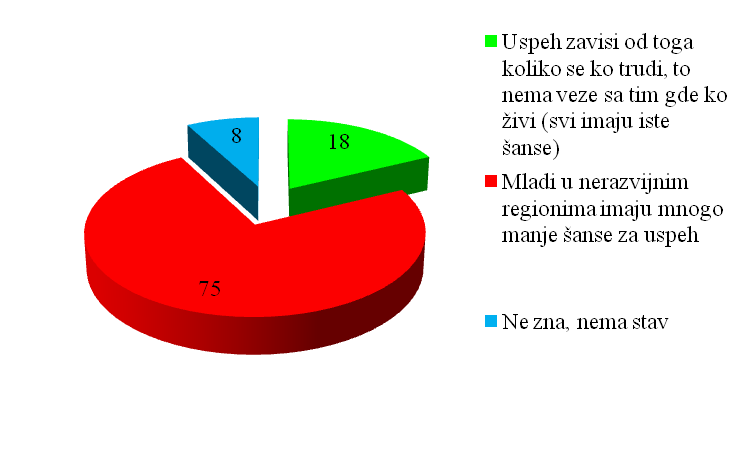 8
18
75
Uspeh zavisi od toga
koliko se ko trudi, to
nema veze sa tim gde ko
živi (svi imaju iste
šanse)
Mladi u nerazvijnim
regionima imaju mnogo
manje šanse za uspeh
Ne zna, nema stav